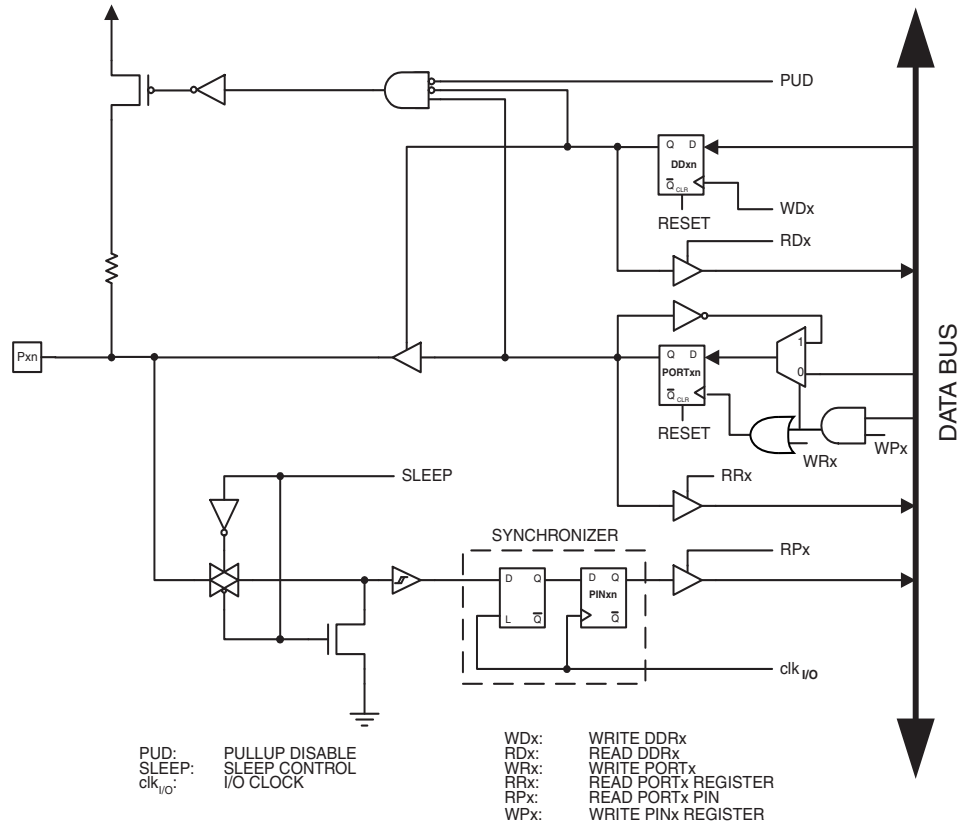 PUD
Q D
DDxn
Q CLR
WDx
RESET
RDx
Pxn
1
Q D
PORTxn
0
Q CLR
RESET
WRx
WPx
DATA BUS
SLEEP
RRx
SYNCHRONIZER
RPx
D Q
D Q
PINxn
L Q
Q
clk I/O
PUD: PULLUP DISABLE
SLEEP: SLEEP CONTROL
clkI/O: I/O CLOCK
WDx: WRITE DDRx
RDx: READ DDRx
WRx: WRITE PORTx
RRx: READ PORTx REGISTER
RPx: READ PORTx PIN
WPx: WRITE PINx REGISTER